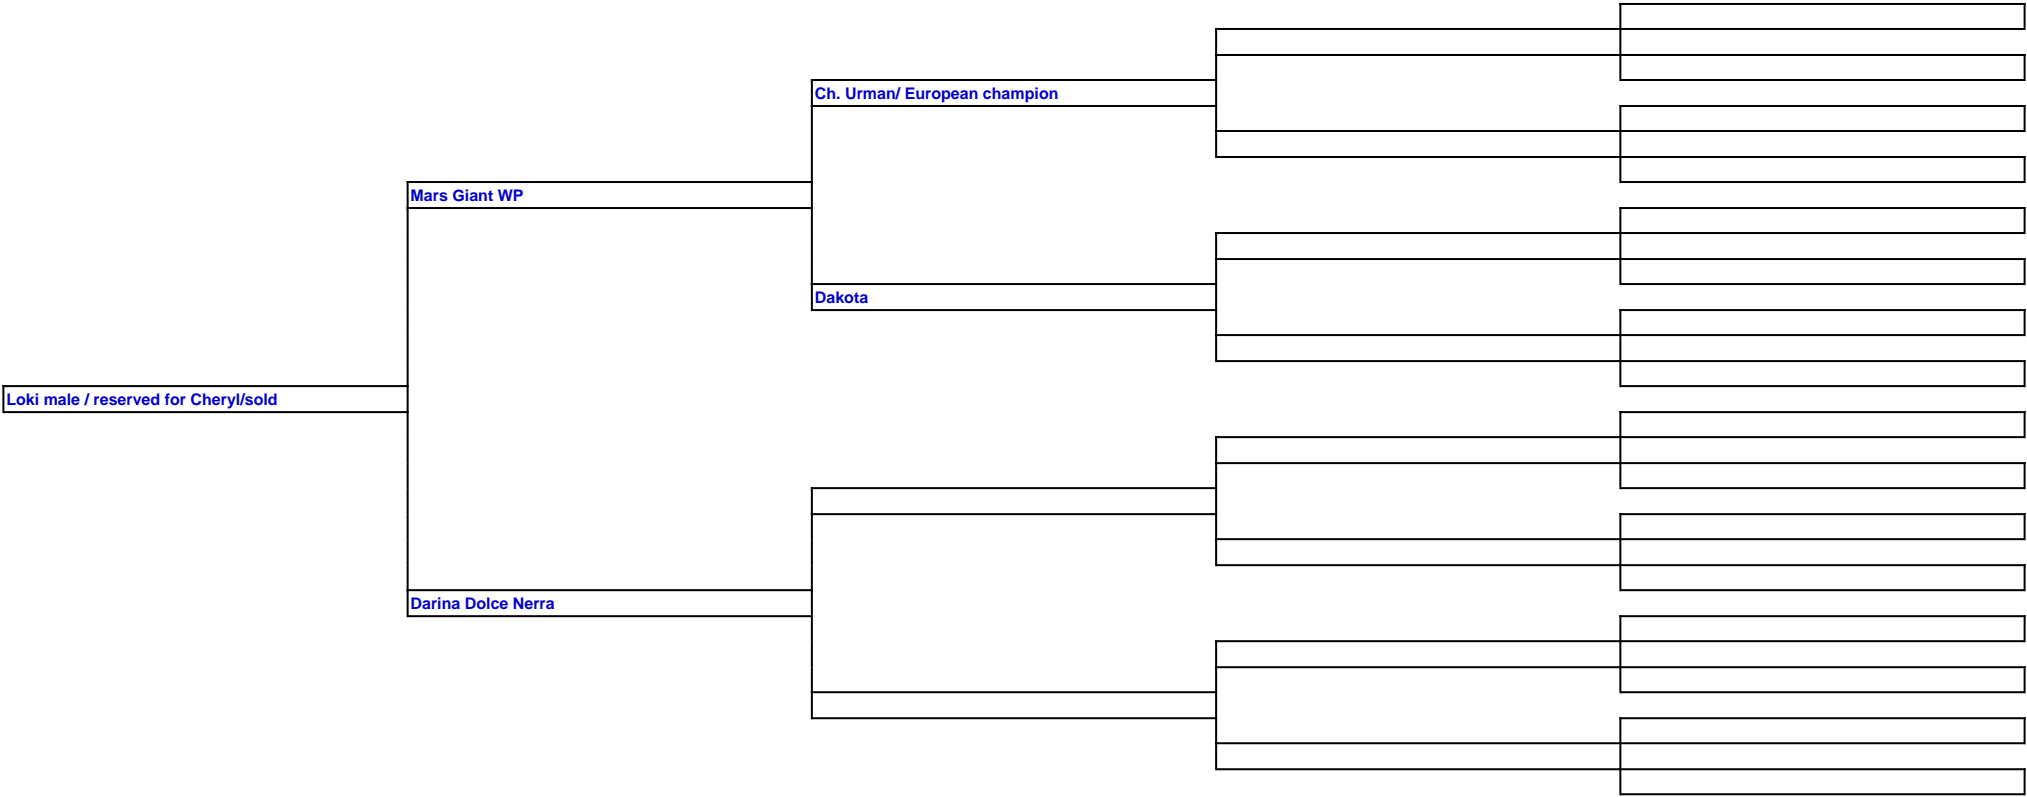 Ch. Urman/ European champion
Mars Giant WP
Dakota
Loki male / reserved for Cheryl/sold
Darina Dolce Nerra